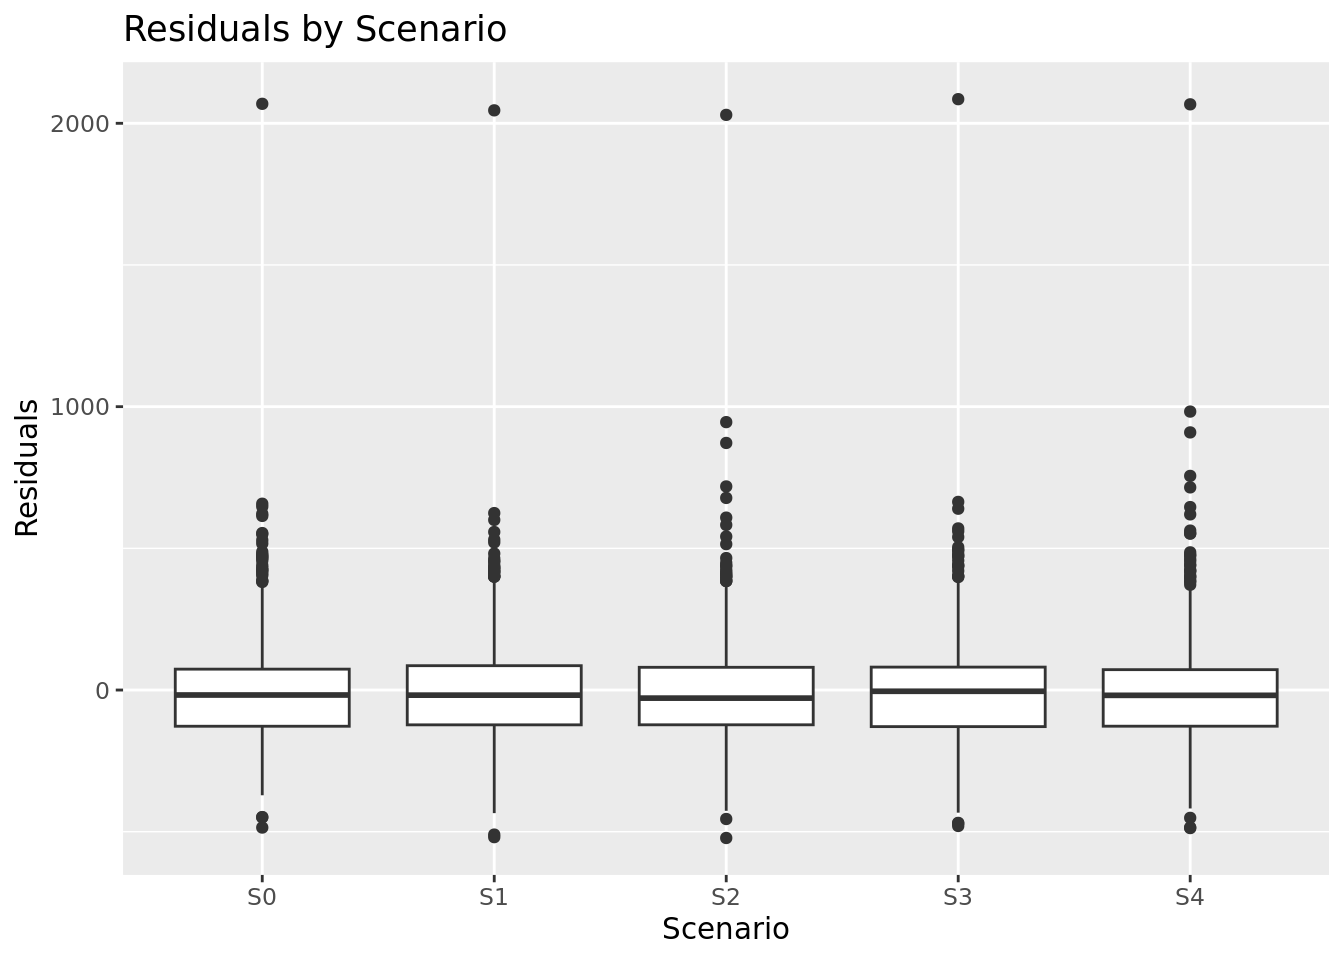 Residuals by Scenario
2000
1000
0
Residuals
S0 S1 S2 S3 S4
Scenario